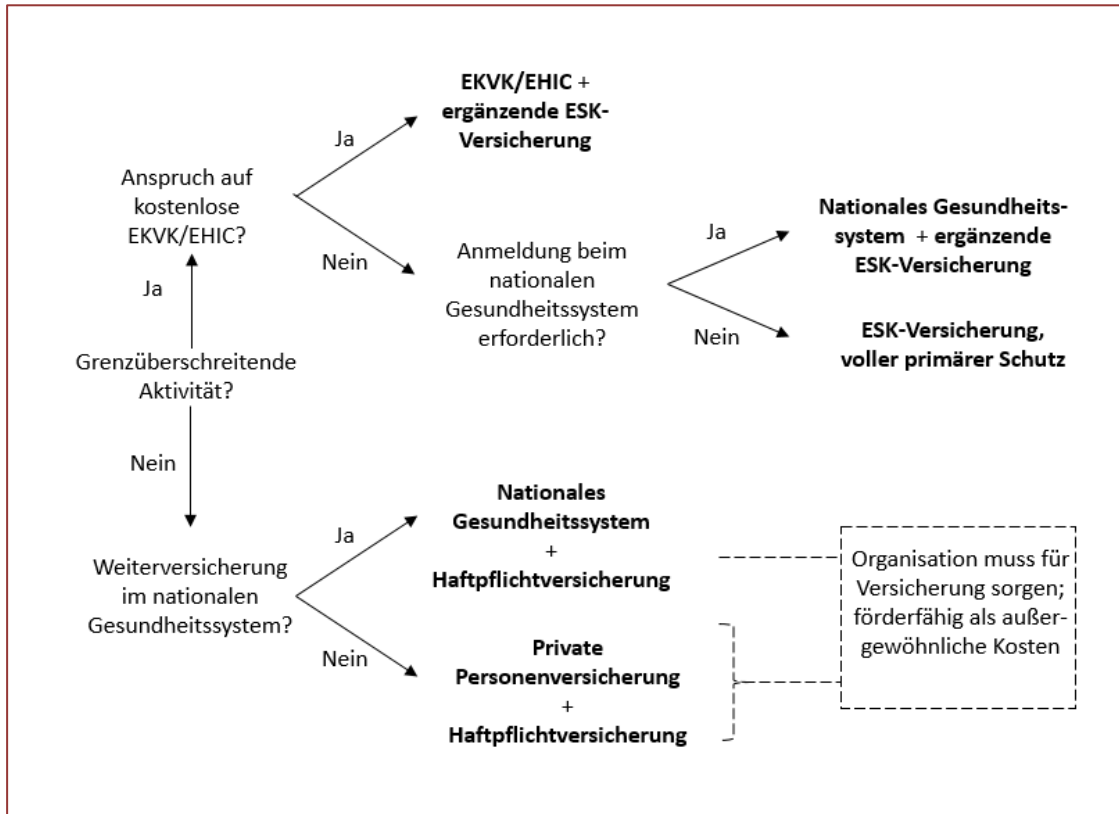 EKVK/EHIC +
ergänzende ESK-
Versicherung
Ja
Anspruch auf
kostenlose
EKVK/EHIC?
Nein
Anmeldung beim
nationalen
Gesundheitssystem
erforderlich?
Ja
Nationales Gesundheits-
system + ergänzende
ESK-Versicherung
Nein
ESK-Versicherung,
voller primärer Schutz
Ja
Grenzüberschreitende
Aktivität?
Nein
Weiterversicherung
im nationalen
Gesundheitssystem?
Ja
Nationales
Gesundheitssystem
+
Haftpflichtversicherung
Nein
Private
Personenversicherung
+
Haftpflichtversicherung
Organisation muss für
Versicherung sorgen;
förderfähig als außer-
gewöhnliche Kosten